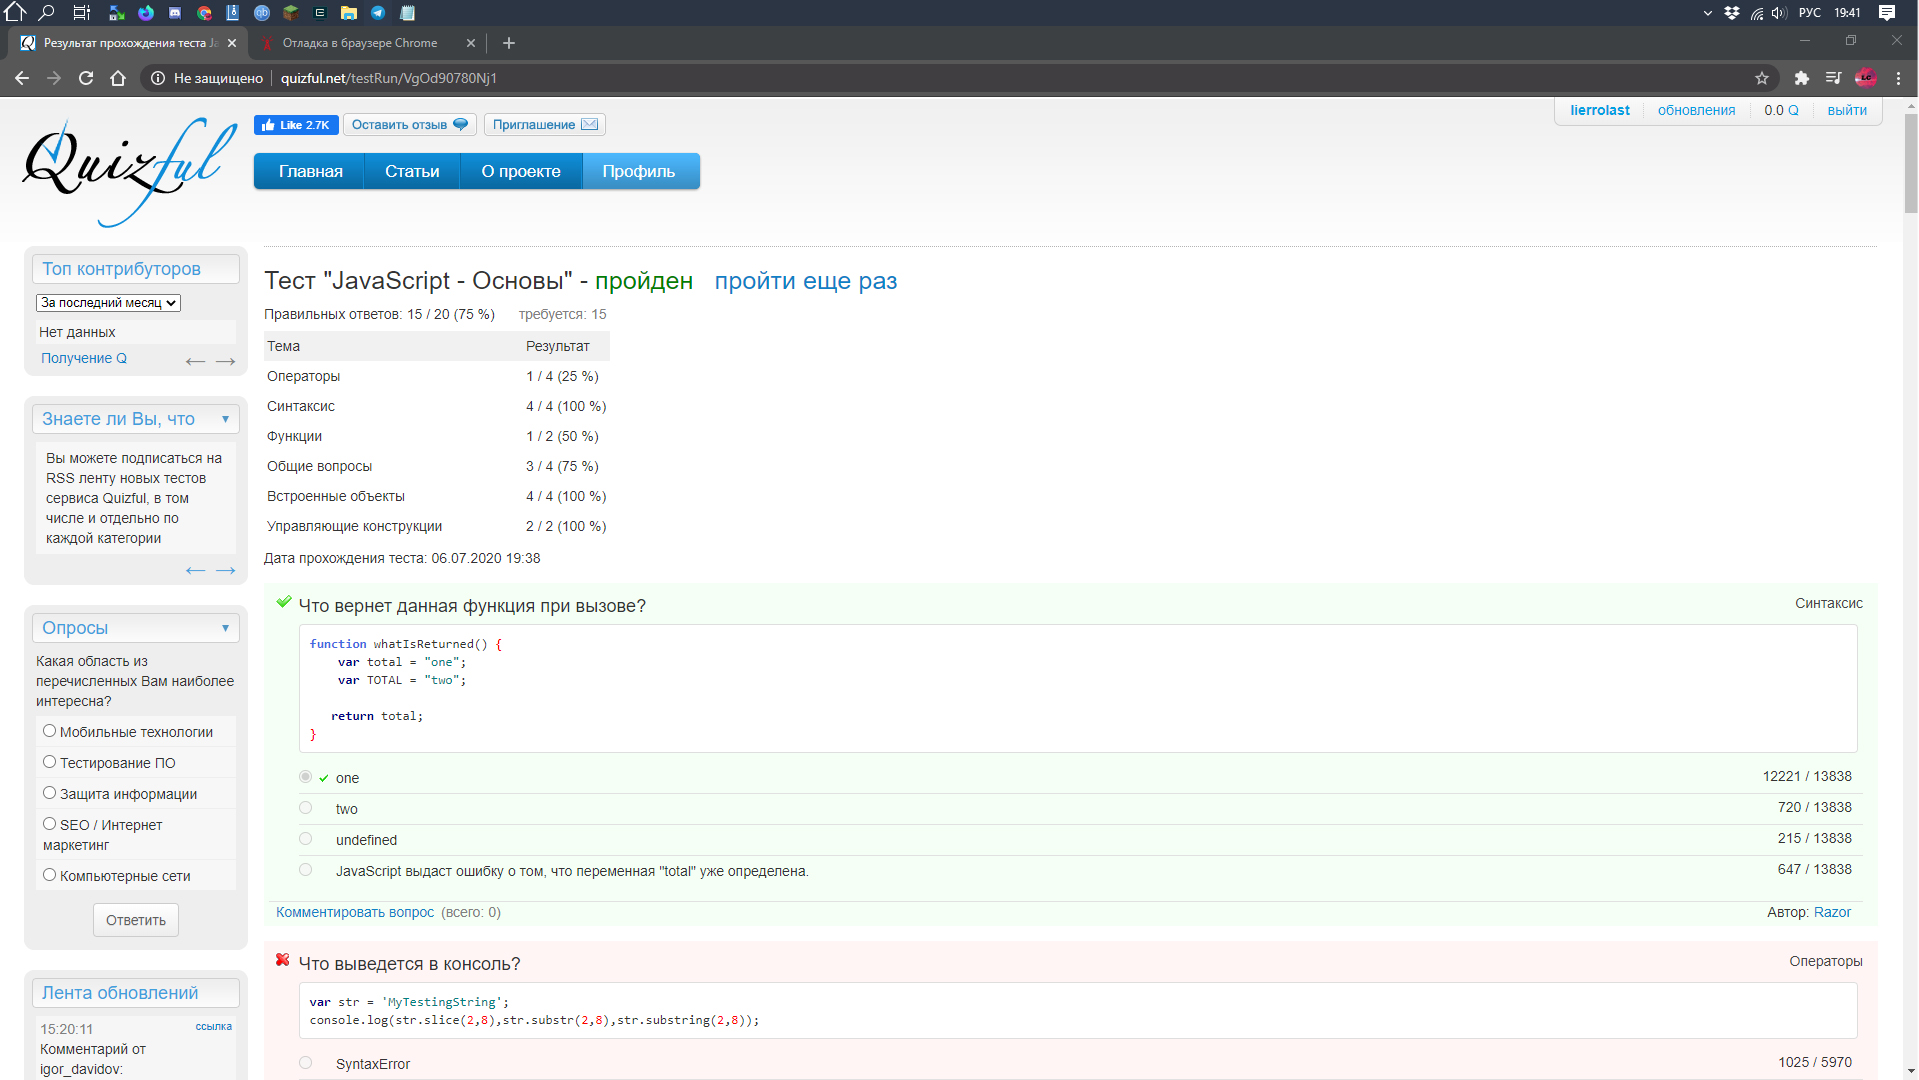 РУС 19:41
Результат прохождения теста Ja
Отладка в браузере Chrome
Не защищено quizful.net/testRun/VgOd90780Nj1
Quizful
Like 2.7K Оставить отзыв Приглашение
lierrolast обновления 0.0 Q выйти
Главная Статьи О проекте Профиль
Топ контрибуторов
За последний месяц
Нет данных
Получение Q ← →
Знаете ли Вы, что
Вы можете подписаться на
RSS ленту новых тестов
сервиса Quizful, в том
числе и отдельно по
каждой категории
← →
Опросы
Какая область из
перечисленных Вам наиболее
интересна?
Мобильные технологии
Тестирование ПО
Защита информации
SEO / Интернет
маркетинг
Компьютерные сети
Ответить
Лента обновлений
15:20:11 ссылка
Комментарий от
igor_davidov:
Тест "JavaScript - Основы" - пройден пройти еще раз
Правильных ответов: 15 / 20 (75 %) требуется: 15
Тема Результат
Операторы 1 / 4 (25 %)
Синтаксис 4 / 4 (100 %)
Функции 1 / 2 (50 %)
Общие вопросы 3 / 4 (75 %)
Встроенные объекты 4 / 4 (100 %)
Управляющие конструкции 2 / 2 (100 %)
Дата прохождения теста: 06.07.2020 19:38
Что вернет данная функция при вызове? Синтаксис
function whatIsReturned() {
var total = "one";
var TOTAL = "two";
return total;
}
one 12221 / 13838
two 720 / 13838
undefined 215 / 13838
JavaScript выдаст ошибку о том, что переменная "total" уже определена. 647 / 13838
Комментировать вопрос (всего: 0) Автор: Razor
Что выведется в консоль? Операторы
var str = 'MyTestingString';
console.log(str.slice(2,8),str.substr(2,8),str.substring(2,8));
SyntaxError 1025 / 5970